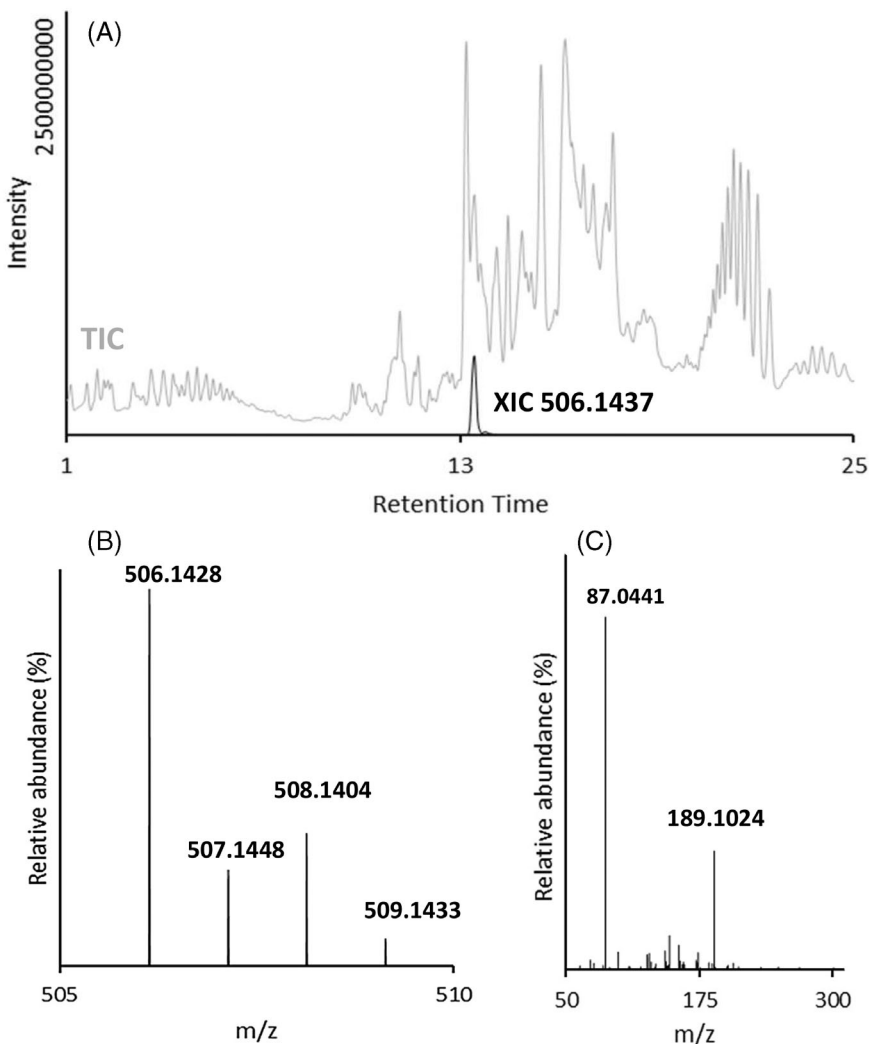 (A)
2500000000
Intensity
TIC
XIC 506.1437
1
13
25
Retention Time
(B)
506.1428
508.1404
507.1448
509.1433
Relative abundance (%)
505
510
m/z
(C)
87.0441
189.1024
Relative abundance (%)
50
175
300
m/z